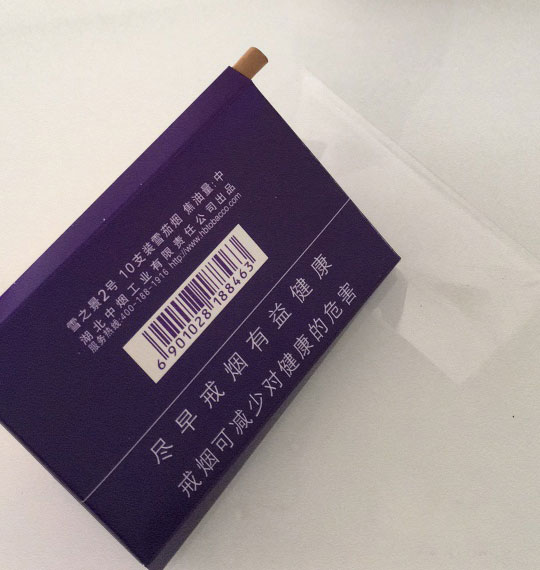 雪之景2号 10支装雪茄烟 焦油量:中
湖北中烟工业有限责任公司出品
服务热线:400-188-1916 http://www.hbtobacco.com
6 901028 188463
尽早戒烟有益健康
戒烟可减少对健康的危害